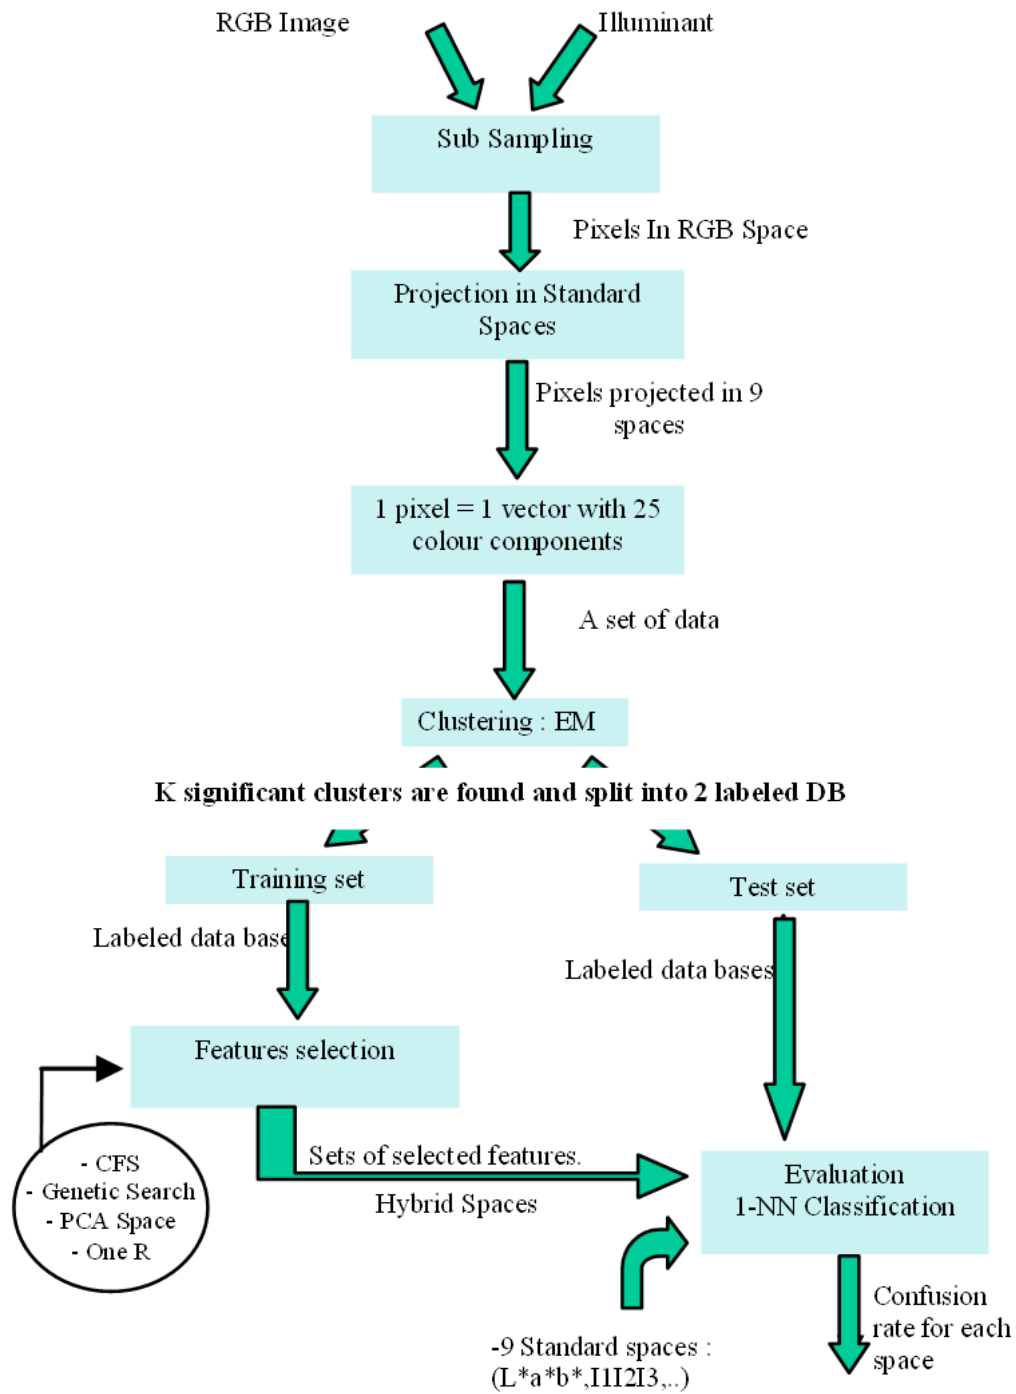 RGB Image
Illuminant
Sub Sampling
Pixels In RGB Space
Projection in Standard
Spaces
Pixels projected in 9
spaces
1 pixel = 1 vector with 25
colour components
A set of data
Clustering : EM
K significant clusters are found and split into 2 labeled DB
Training set
Test set
Labeled data base
Labeled data bases
Features selection
- CFS
- Genetic Search
- PCA Space
- One R
Sets of selected features.
Hybrid Spaces
Evaluation
1-NN Classification
-9 Standard spaces :
(L*a*b*,I1I2I3,..)
Confusion
rate for each
space